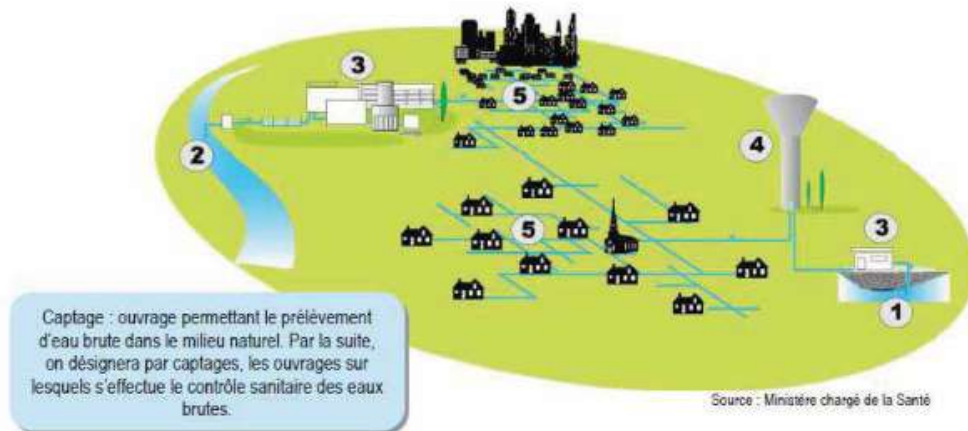 3
5
2
4
5
3
1
Captage : ouvrage permettant le prélèvement
d'eau brute dans le milieu naturel. Par la suite,
on désignera par captages, les ouvrages sur
lesquels s'effectue le contrôle sanitaire des eaux
brutes.
Source : Ministère chargé de la Santé